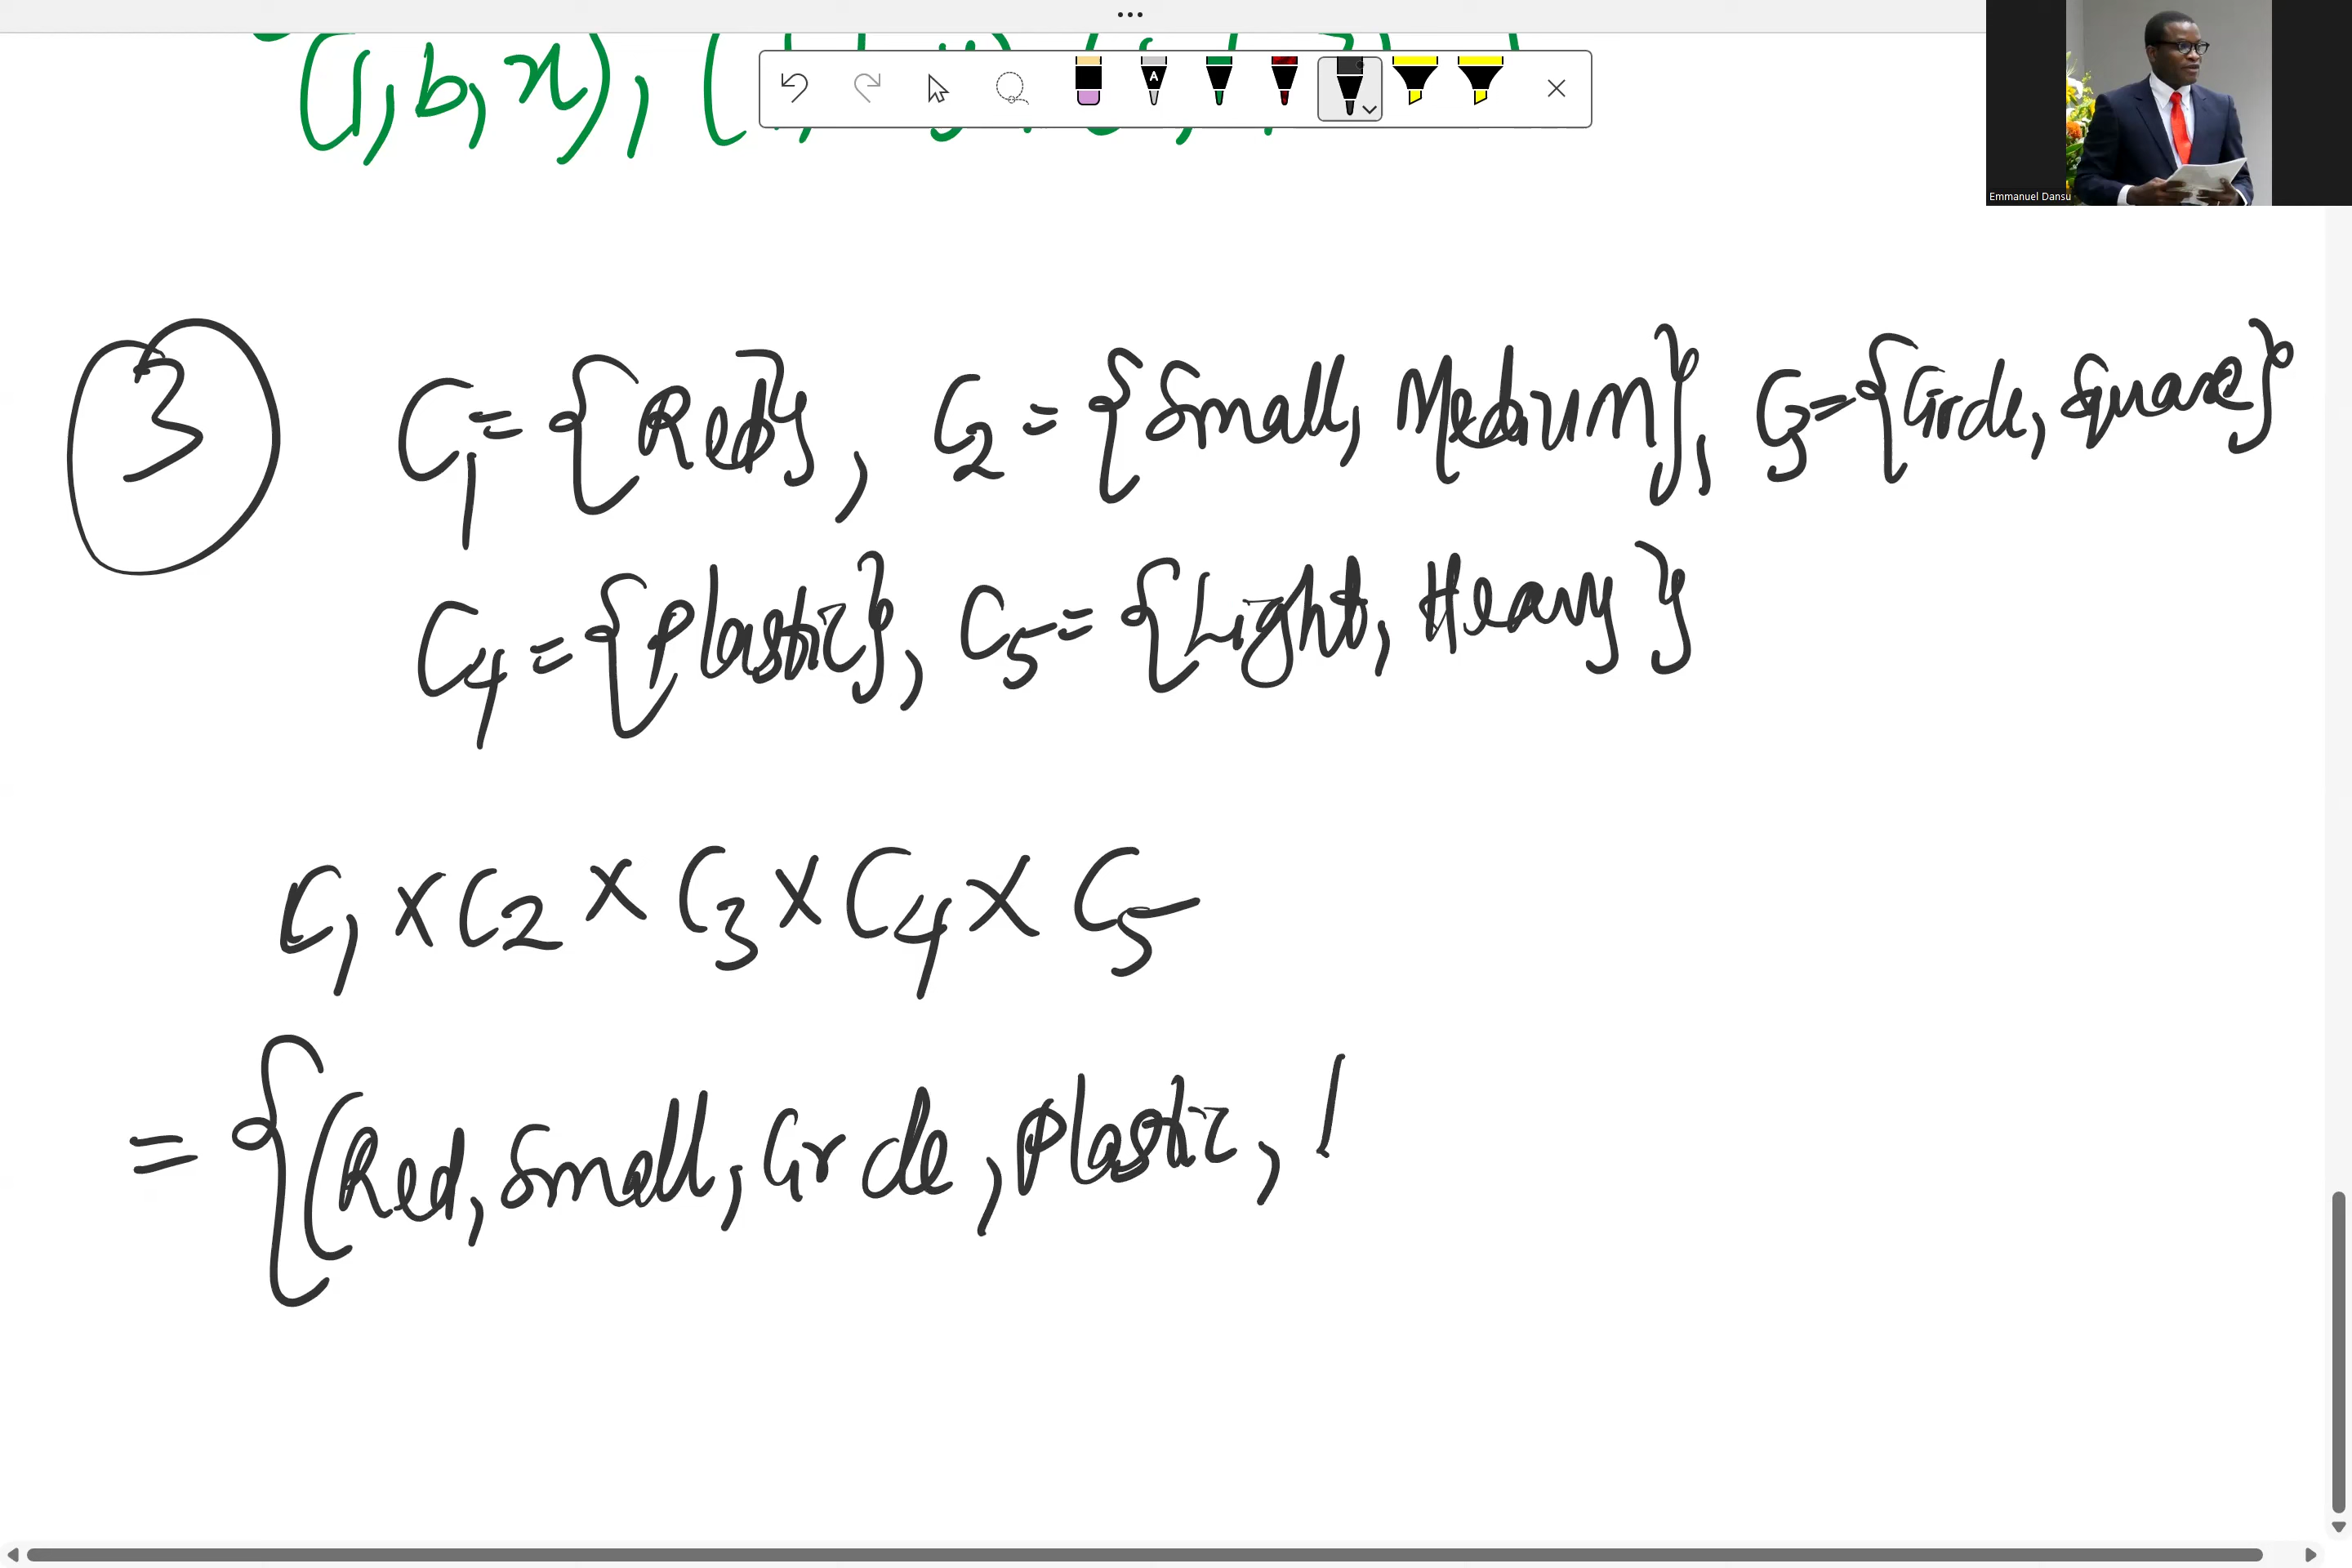 (1, b, x), (
Emmanuel Dansu
3 C1 = {Red}, C2 = {Small, Medium}, C3 = {Circle, Square}
C4 = {Plastic}, C5 = {Light, Heavy}
C1 × C2 × C3 × C4 × C5
= {(Red, Small, Circle, Plastic, l